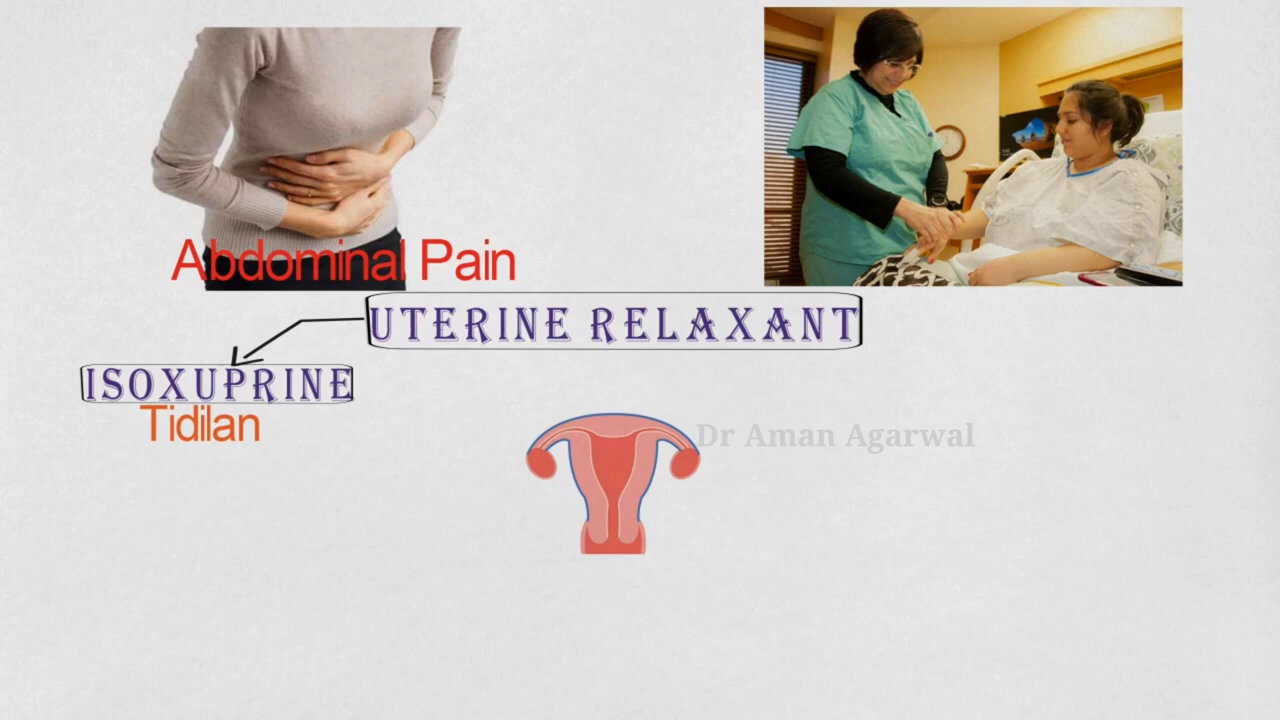 Abdominal Pain
UTERINE RELAXANT
ISOXUPRINE
Tidilan
Dr Aman Agarwal